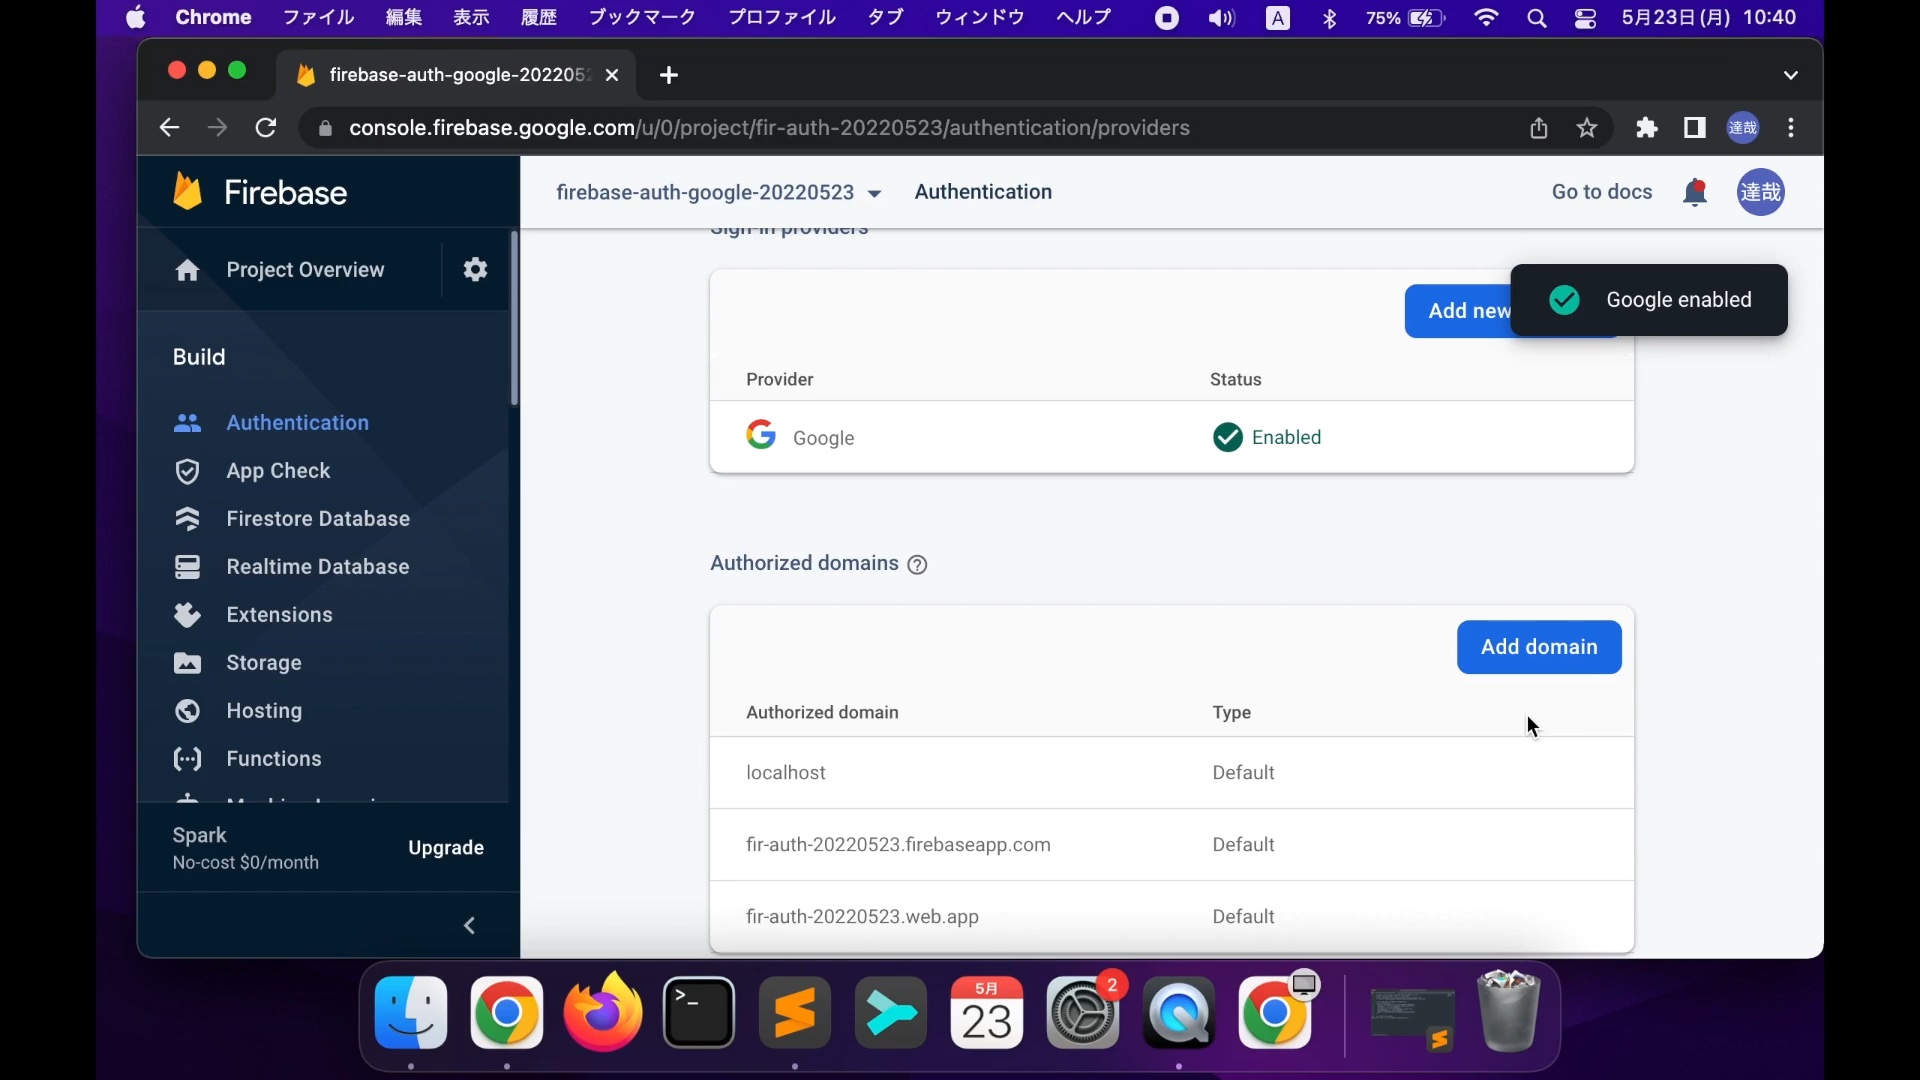 Chrome ファイル 編集 表示 履歴 ブックマーク プロファイル タブ ウィンドウ ヘルプ A 75% 5月23日(月) 10:40
firebase-auth-google-2022052
console.firebase.google.com/u/0/project/fir-auth-20220523/authentication/providers 達哉
Firebase
firebase-auth-google-20220523 Authentication Go to docs 達哉
Project Overview
Build
Authentication
App Check
Firestore Database
Realtime Database
Extensions
Storage
Hosting
Functions
Spark
No-cost $0/month
Upgrade
Sign-in providers
Add new
Google enabled
Provider Status
Google Enabled
Authorized domains
Add domain
Authorized domain Type
localhost Default
fir-auth-20220523.firebaseapp.com Default
fir-auth-20220523.web.app Default
5月
23
2